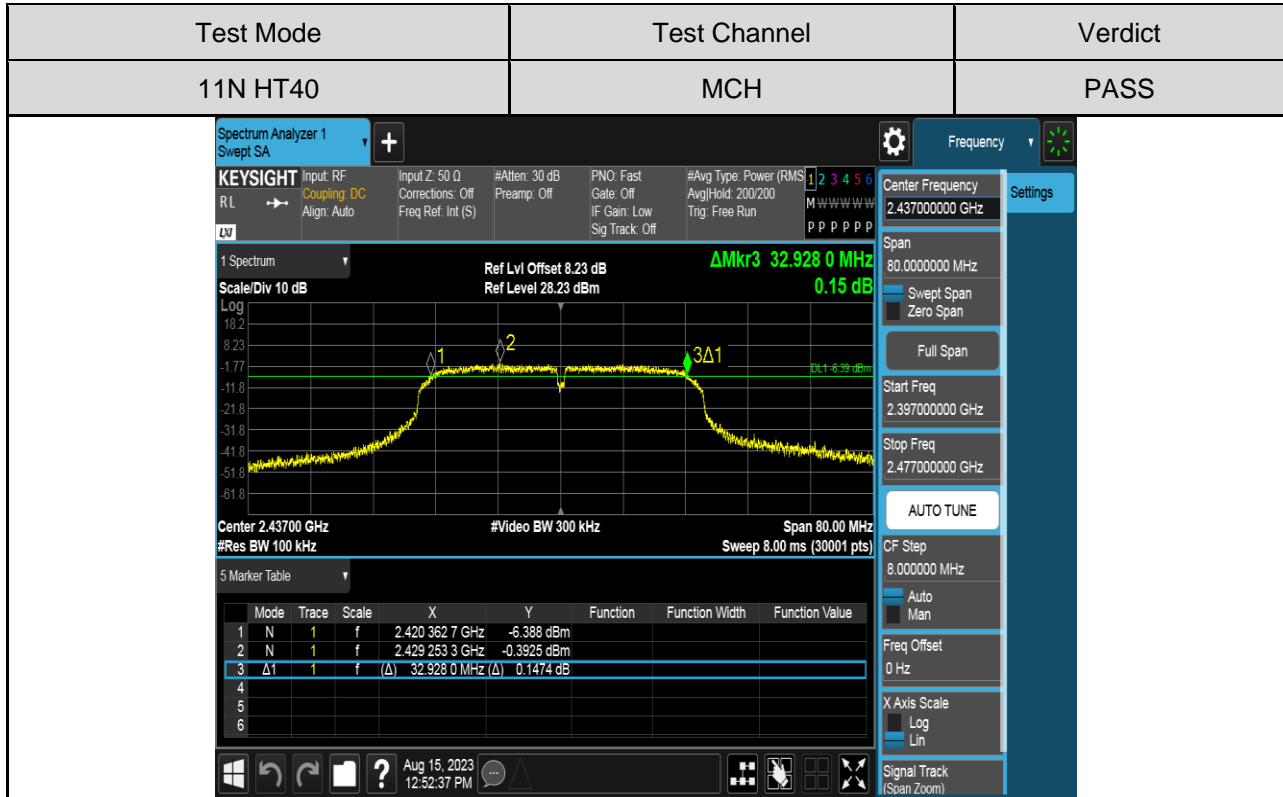 Test Mode Test Channel Verdict
11N HT40 MCH PASS
Spectrum Analyzer 1
Swept SA
+
Frequency
KEYSIGHT
RL
LXI
Input: RF
Coupling: DC
Align: Auto
Input Z: 50 Ω
Corrections: Off
Freq Ref: Int (S)
#Atten: 30 dB
Preamp: Off
PNO: Fast
Gate: Off
IF Gain: Low
Sig Track: Off
#Avg Type: Power (RMS
Avg|Hold: 200/200
Trig: Free Run
1 2 3 4 5 6
M W W W W W
P P P P P P
1 Spectrum
Scale/Div 10 dB
Ref Lvl Offset 8.23 dB
Ref Level 28.23 dBm
ΔMkr3 32.928 0 MHz
0.15 dB
Log
18.2
8.23
-1.77
-11.8
-21.8
-31.8
-41.8
-51.8
-61.8
1
2
3Δ1
DL1 -6.39 dBm
Center 2.43700 GHz #Video BW 300 kHz Span 80.00 MHz
#Res BW 100 kHz Sweep 8.00 ms (30001 pts)
5 Marker Table
Mode Trace Scale X Y Function Function Width Function Value
1 N 1 f 2.420 362 7 GHz -6.388 dBm
2 N 1 f 2.429 253 3 GHz -0.3925 dBm
3 Δ1 1 f (Δ) 32.928 0 MHz (Δ) 0.1474 dB
4
5
6
?
Aug 15, 2023
12:52:37 PM
Center Frequency
2.437000000 GHz
Settings
Span
80.0000000 MHz
Swept Span
Zero Span
Full Span
Start Freq
2.397000000 GHz
Stop Freq
2.477000000 GHz
AUTO TUNE
CF Step
8.000000 MHz
Auto
Man
Freq Offset
0 Hz
X Axis Scale
Log
Lin
Signal Track
(Span Zoom)